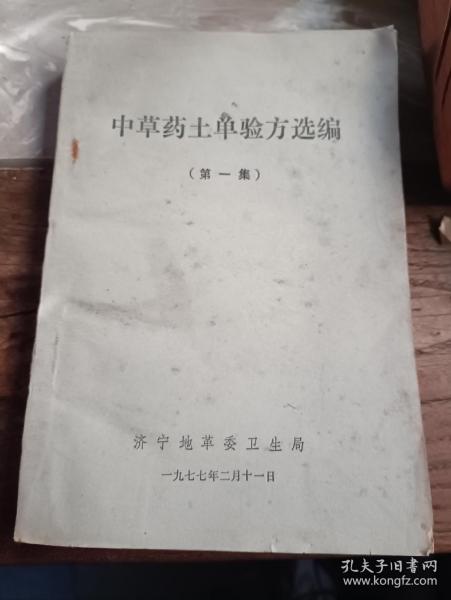 中草药土单验方选编
（第一集）
济宁地革委卫生局
一九七七年二月十一日
孔夫子旧书网
www.kongfz.com